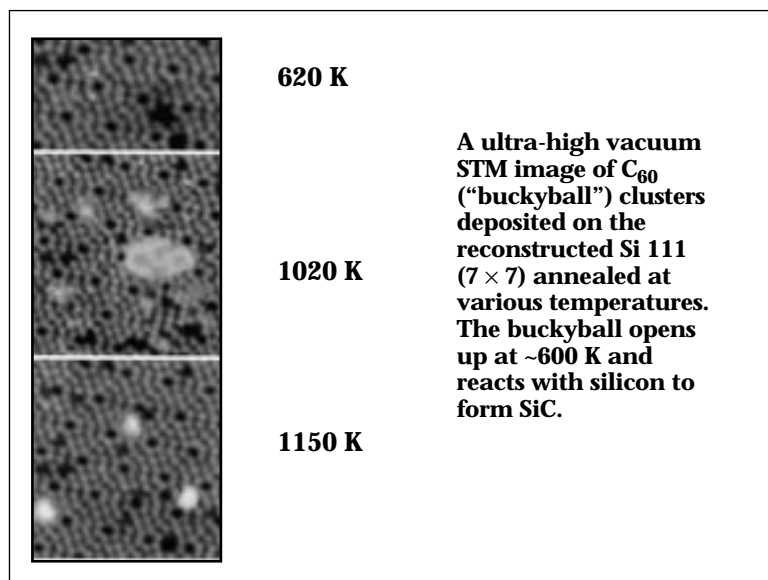 620 K
1020 K
1150 K
A ultra-high vacuum
STM image of C₆₀
(“buckyball”) clusters
deposited on the
reconstructed Si 111
(7 × 7) annealed at
various temperatures.
The buckyball opens
up at ~600 K and
reacts with silicon to
form SiC.